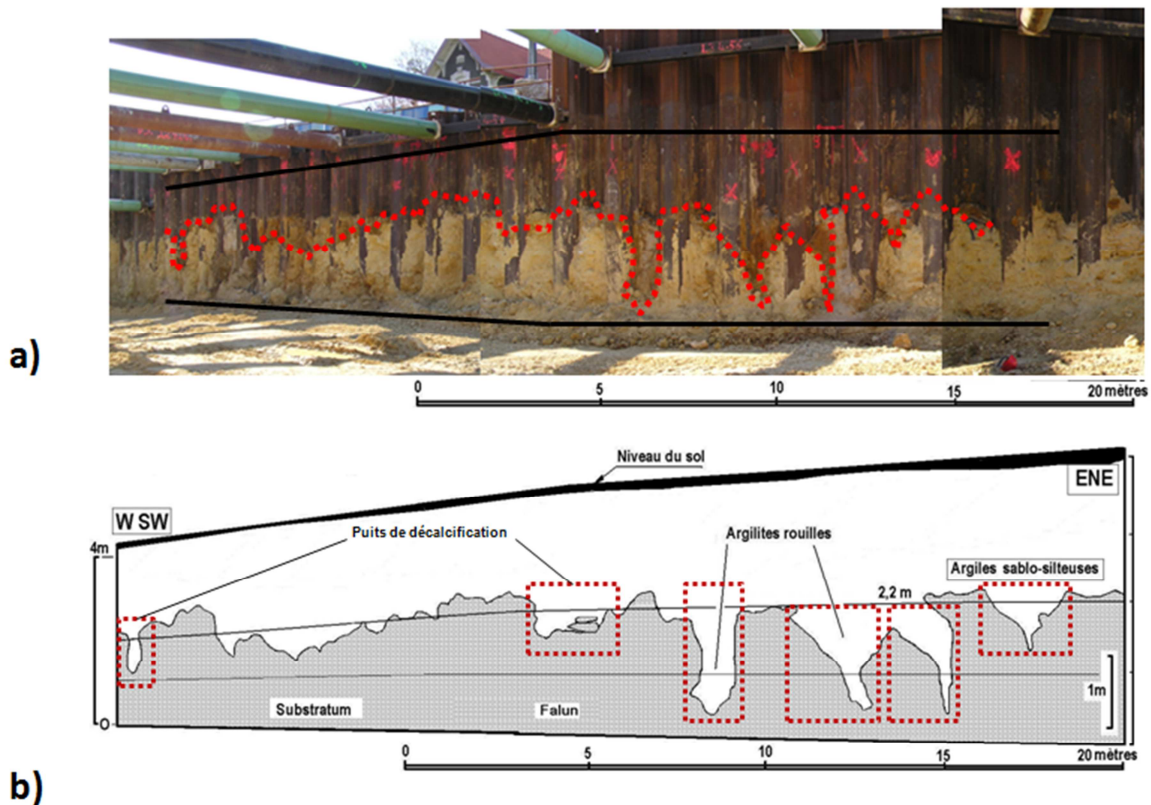 a)
0 5 10 15 20 mètres
Niveau du sol
W SW
ENE
Puits de décalcification
Argilites rouilles
4m
Argiles sablo-silteuses
2,2 m
1m
Substratum
Falun
O
0 5 10 15 20 mètres
b)